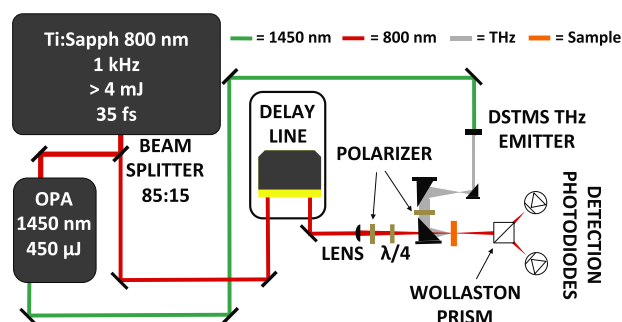 Ti:Sapph 800 nm
1 kHz
> 4 mJ
35 fs
= 1450 nm
= 800 nm
= THz
= Sample
BEAM
SPLITTER
85:15
DELAY
LINE
POLARIZER
DSTMS THz
EMITTER
OPA
1450 nm
450 µJ
LENS
λ/4
WOLLASTON
PRISM
DETECTION
PHOTODIODES